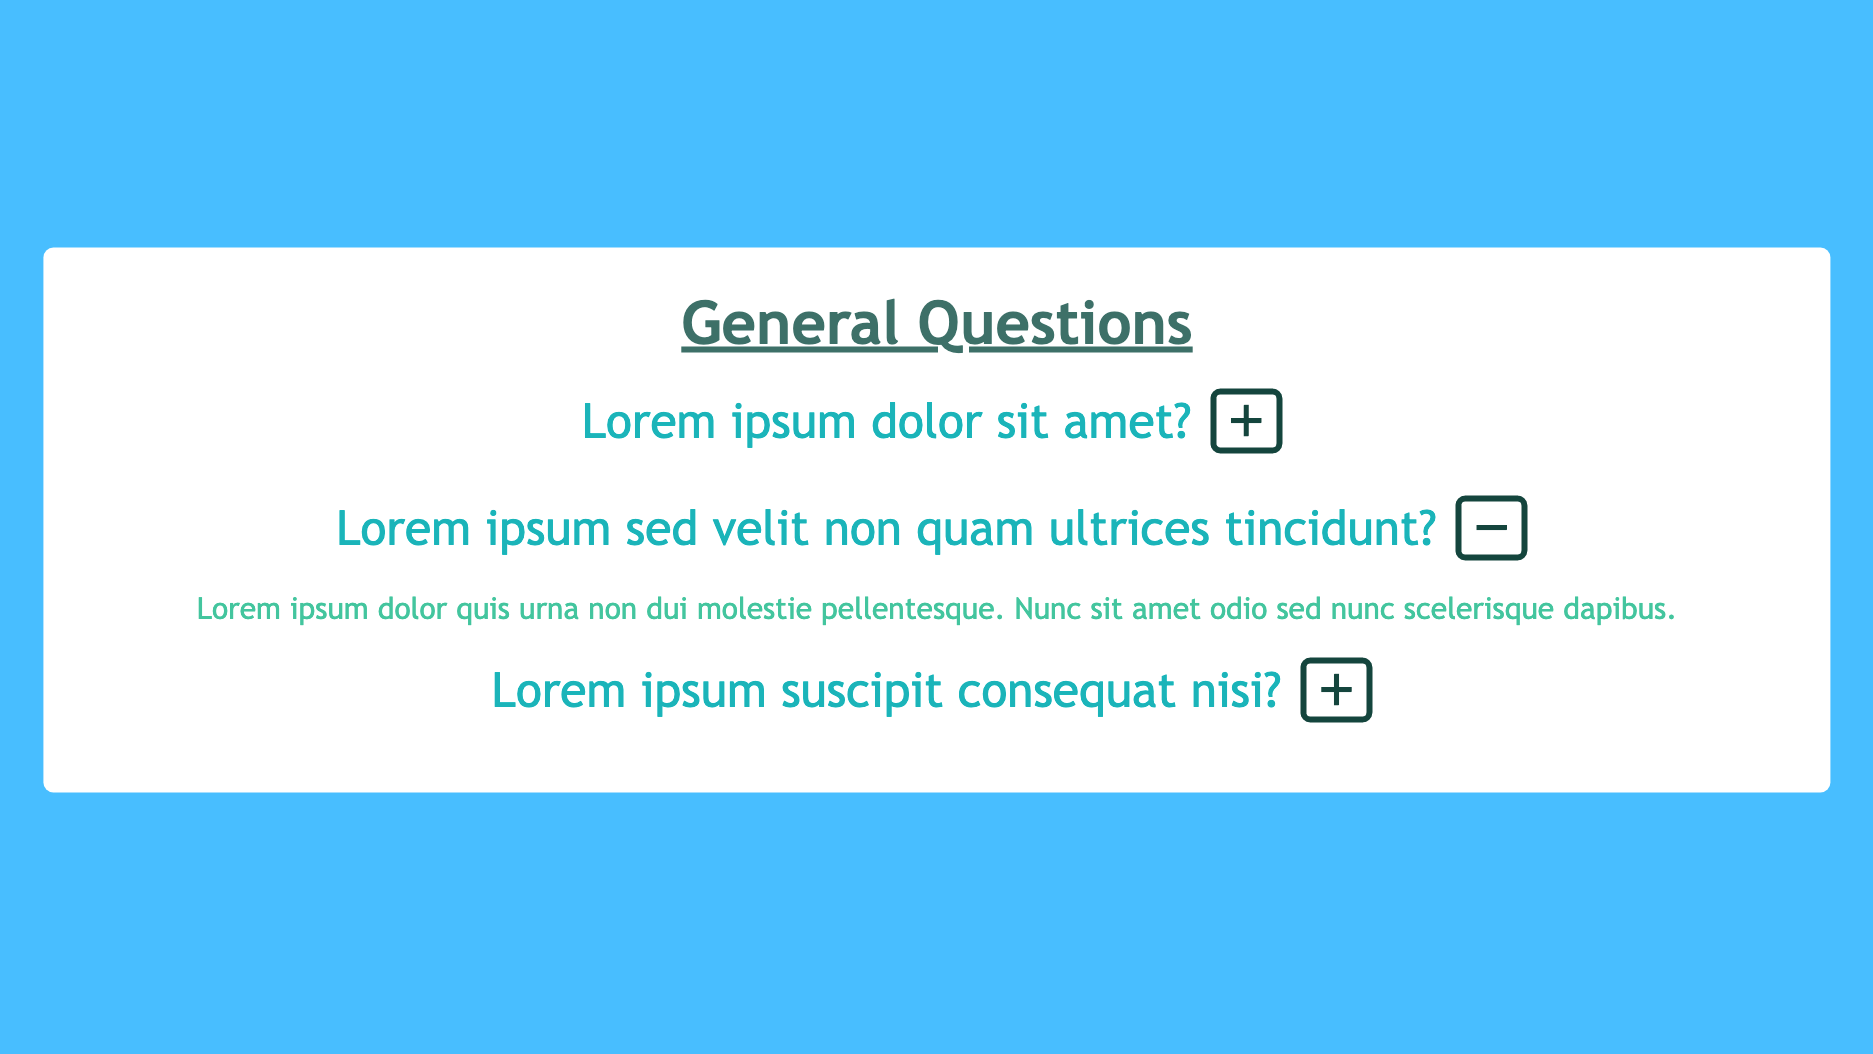 General Questions
Lorem ipsum dolor sit amet? +
Lorem ipsum sed velit non quam ultrices tincidunt? −
Lorem ipsum dolor quis urna non dui molestie pellentesque. Nunc sit amet odio sed nunc scelerisque dapibus.
Lorem ipsum suscipit consequat nisi? +